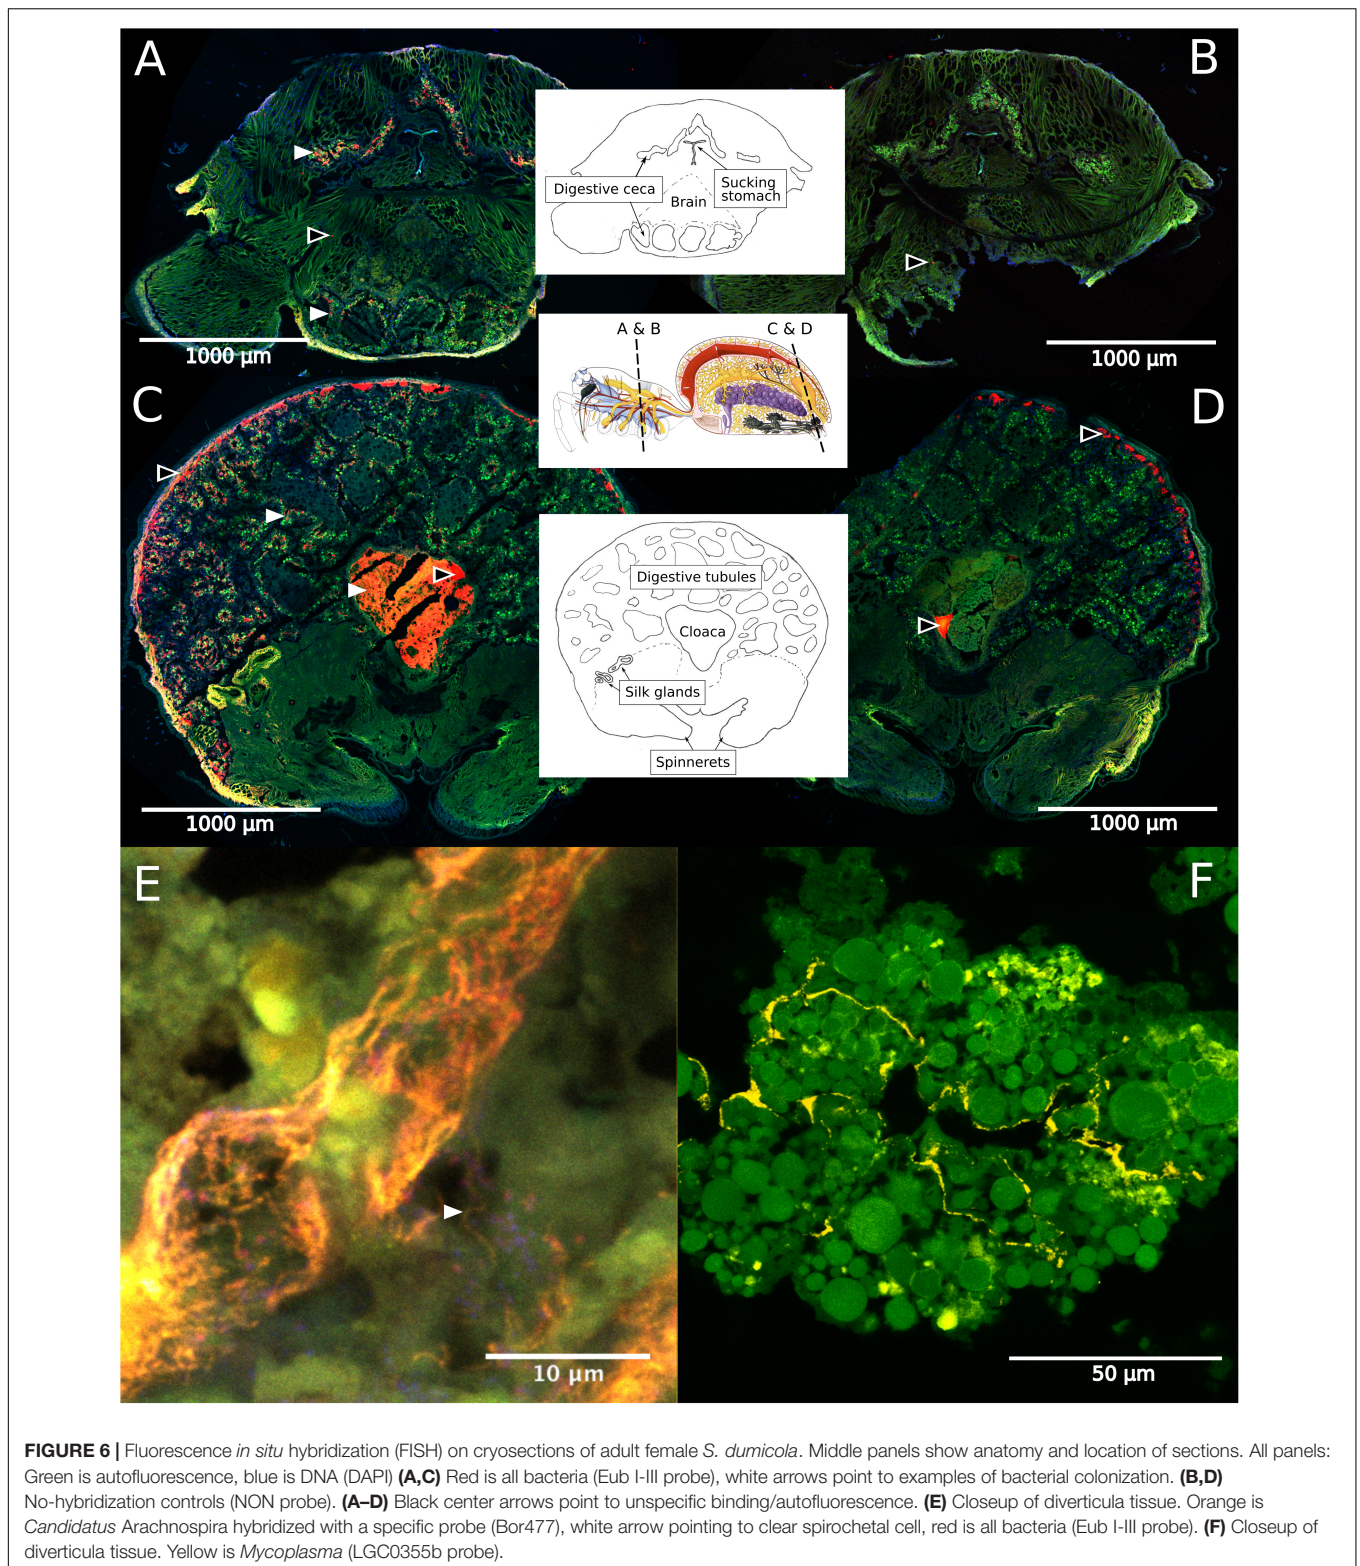 A
B
Digestive ceca
Sucking
stomach
Brain
1000 µm
1000 µm
A & B
C & D
C
D
Digestive tubules
Cloaca
Silk glands
Spinnerets
1000 µm
1000 µm
E
F
10 µm
50 µm
FIGURE 6 | Fluorescence in situ hybridization (FISH) on cryosections of adult female S. dumicola. Middle panels show anatomy and location of sections. All panels:
Green is autofluorescence, blue is DNA (DAPI) (A,C) Red is all bacteria (Eub I-III probe), white arrows point to examples of bacterial colonization. (B,D)
No-hybridization controls (NON probe). (A–D) Black center arrows point to unspecific binding/autofluorescence. (E) Closeup of diverticula tissue. Orange is
Candidatus Arachnospira hybridized with a specific probe (Bor477), white arrow pointing to clear spirochetal cell, red is all bacteria (Eub I-III probe). (F) Closeup of
diverticula tissue. Yellow is Mycoplasma (LGC0355b probe).